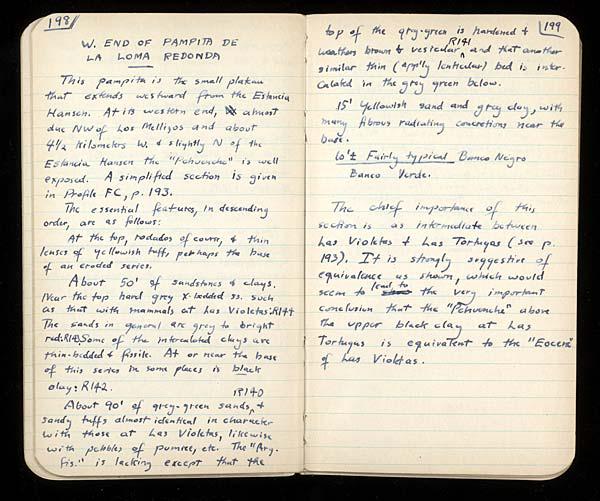 198
W. END OF PAMPITA DE
LA LOMA REDONDA
This pampita is the small plateau
that extends westward from the Estancia
Hansen. At its western end, almost
due NW of Los Mellizos and about
4½ kilometers W. & slightly N of the
Estancia Hansen the "Pehuenche" is well
exposed. A simplified section is given
in Profile FC, p. 193.
The essential features, in descending
order, are as follows:
At the top, rodados of course, & thin
lenses of yellowish tuff, perhaps the base
of an eroded series.
About 50' of sandstones & clays.
Near the top hard grey x-bedded ss. such
as that with mammals at Las Violetas: R144
The sands in general are grey to bright
red: R143. Some of the intercalated clays are
thin-bedded & fissile. At or near the base
of this series in some places is black
clay: R142.
R140
About 90' of grey-green sands, &
sandy tuffs almost identical in character
with those at Las Violetas, likewise
with pebbles of pumice, etc. The "Arg.
Fis." is lacking except that the
199
top of the gry-green is hardened &
R141
weathers brown & vesicular, and that another
similar thin (app'ly lenticular) bed is inter-
calated in the grey green below.
15' Yellowish sand and grey clay, with
many fibrous radiating concretions near the
base.
10'± Fairly typical Banco Negro
Banco Verde.
The chief importance of this
section is as intermediate between
Las Violetas & Las Tortugas (see p.
193). It is strongly suggestive of
equivalence as shown, which would
seem to lead to the very important
conclusion that the "Pehuenche" above
the upper black clay at Las
Tortugas is equivalent to the "Eocene"
of Las Violetas.